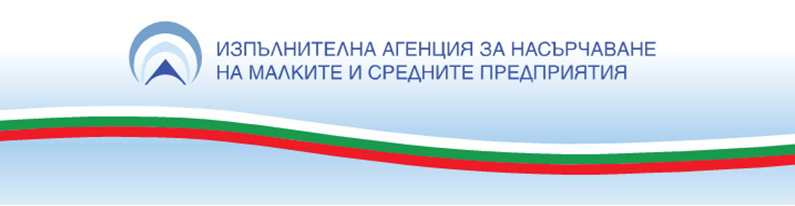 ИЗПЪЛНИТЕЛНА АГЕНЦИЯ ЗА НАСЪРЧАВАНЕ
НА МАЛКИТЕ И СРЕДНИТЕ ПРЕДПРИЯТИЯ